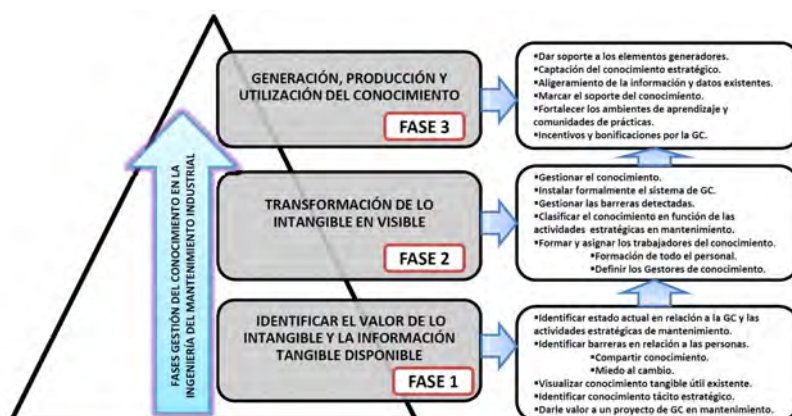 GENERACIÓN, PRODUCCIÓN Y
UTILIZACIÓN DEL CONOCIMIENTO
FASE 3
▪Dar soporte a los elementos generadores.
▪Captación del conocimiento estratégico.
▪Aligeramiento de la información y datos existentes.
▪Marcar el soporte del conocimiento.
▪Fortalecer los ambientes de aprendizaje y
comunidades de prácticas.
▪Incentivos y bonificaciones por la GC.
TRANSFORMACIÓN DE LO
INTANGIBLE EN VISIBLE
FASE 2
▪Gestionar el conocimiento.
▪Instalar formalmente el sistema de GC.
▪Gestionar las barreras detectadas.
▪Clasificar el conocimiento en función de las
actividades estratégicas en mantenimiento.
▪Formar y asignar los trabajadores del conocimiento.
▪Formación de todo el personal.
▪Definir los Gestores de conocimiento.
IDENTIFICAR EL VALOR DE LO
INTANGIBLE Y LA INFORMACIÓN
TANGIBLE DISPONIBLE
FASE 1
▪Identificar estado actual en relación a la GC y las
actividades estratégicas de mantenimiento.
▪Identificar barreras en relación a las personas.
▪Compartir conocimiento.
▪Miedo al cambio.
▪Visualizar conocimiento tangible útil existente.
▪Identificar conocimiento tácito estratégico.
▪Darle valor a un proyecto de GC en mantenimiento.
FASES GESTIÓN DEL CONOCIMIENTO EN LA
INGENIERÍA DEL MANTENIMIENTO INDUSTRIAL